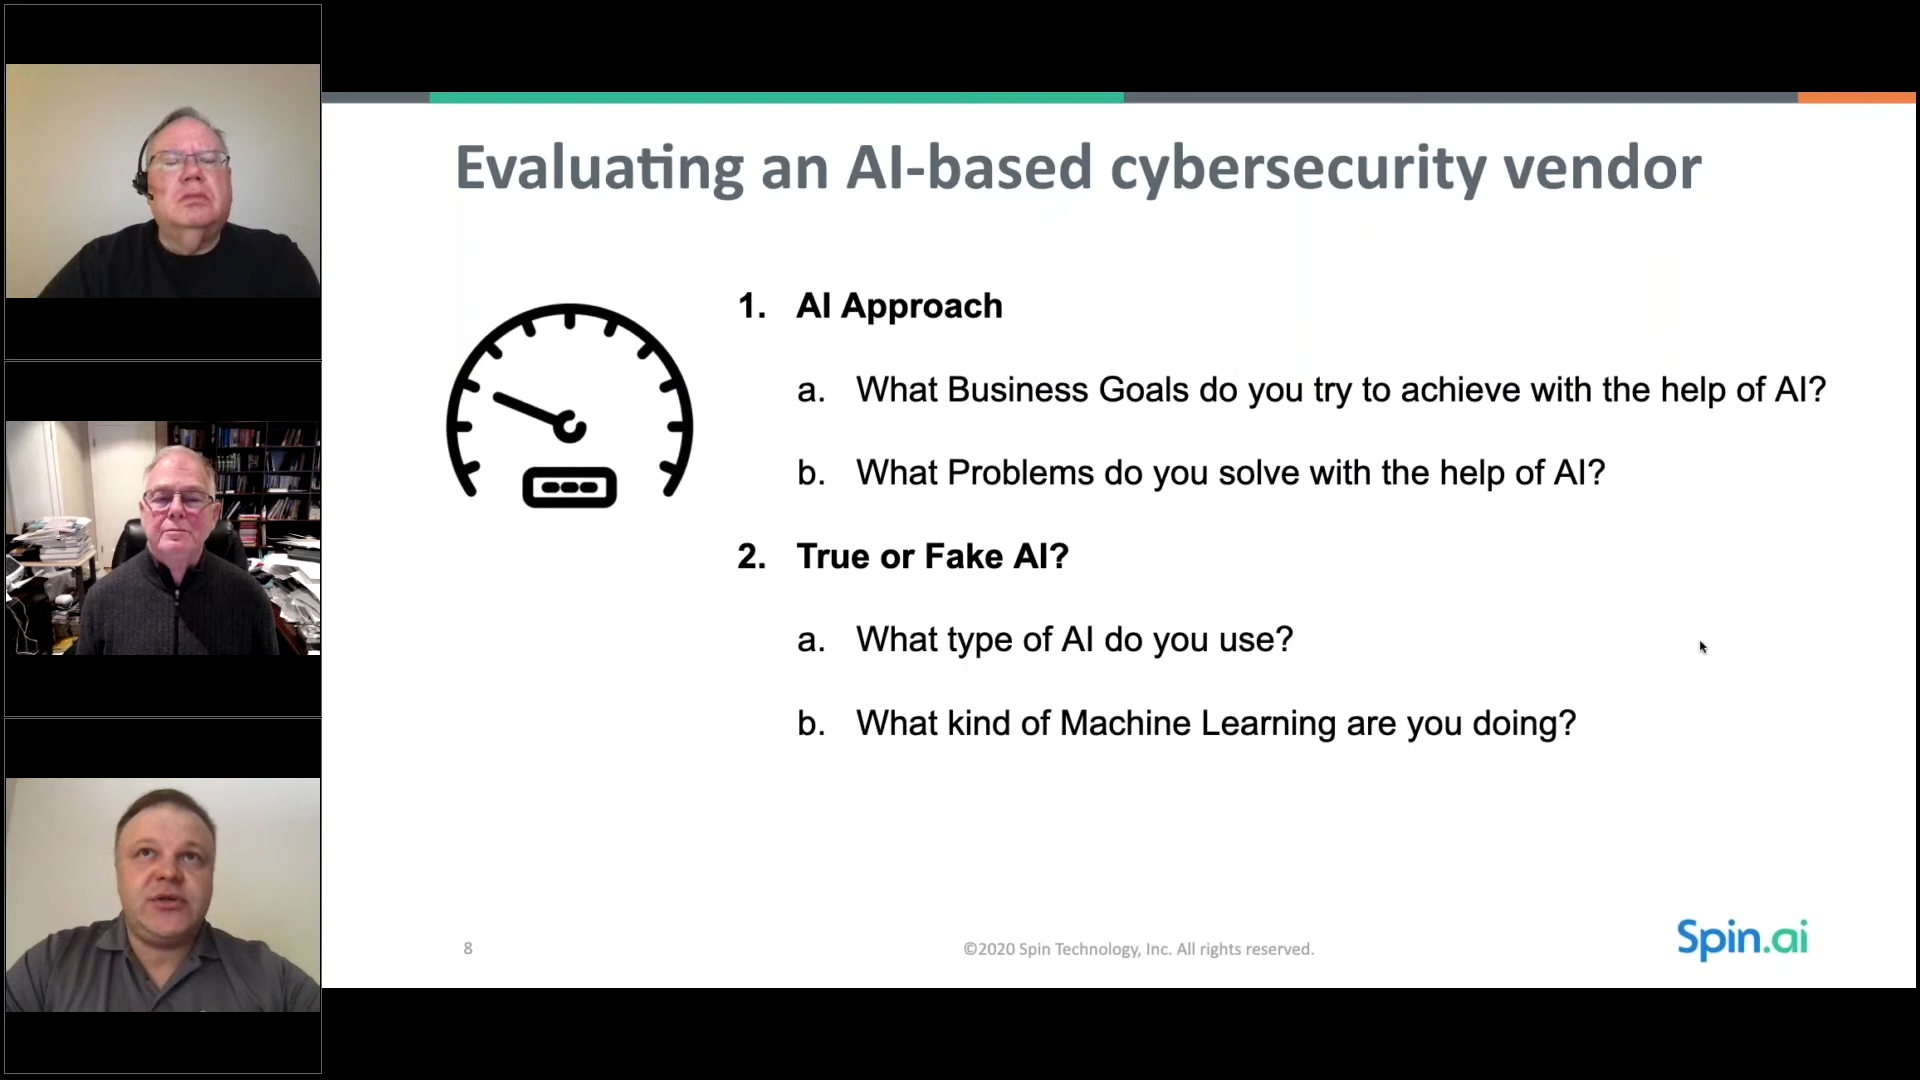 Evaluating an AI-based cybersecurity vendor
1. AI Approach
a. What Business Goals do you try to achieve with the help of AI?
b. What Problems do you solve with the help of AI?
2. True or Fake AI?
a. What type of AI do you use?
b. What kind of Machine Learning are you doing?
8
©2020 Spin Technology, Inc. All rights reserved.
Spin.ai